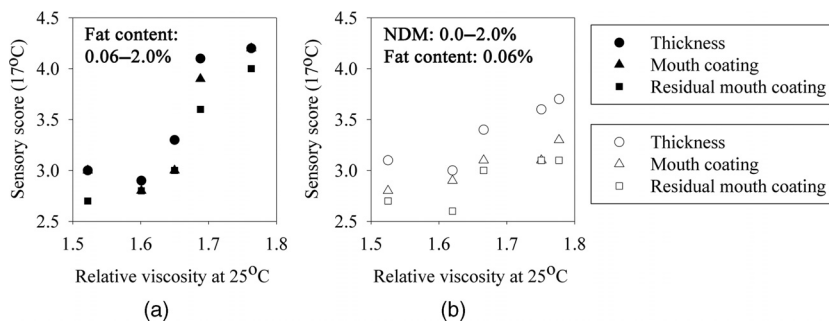 Fat content:
0.06–2.0%
4.5
4.0
3.5
3.0
2.5
Sensory score (17°C)
1.5
1.6
1.7
1.8
Relative viscosity at 25°C
(a)
NDM: 0.0–2.0%
Fat content: 0.06%
4.5
4.0
3.5
3.0
2.5
Sensory score (17°C)
1.5
1.6
1.7
1.8
Relative viscosity at 25°C
(b)
Thickness
Mouth coating
Residual mouth coating
Thickness
Mouth coating
Residual mouth coating